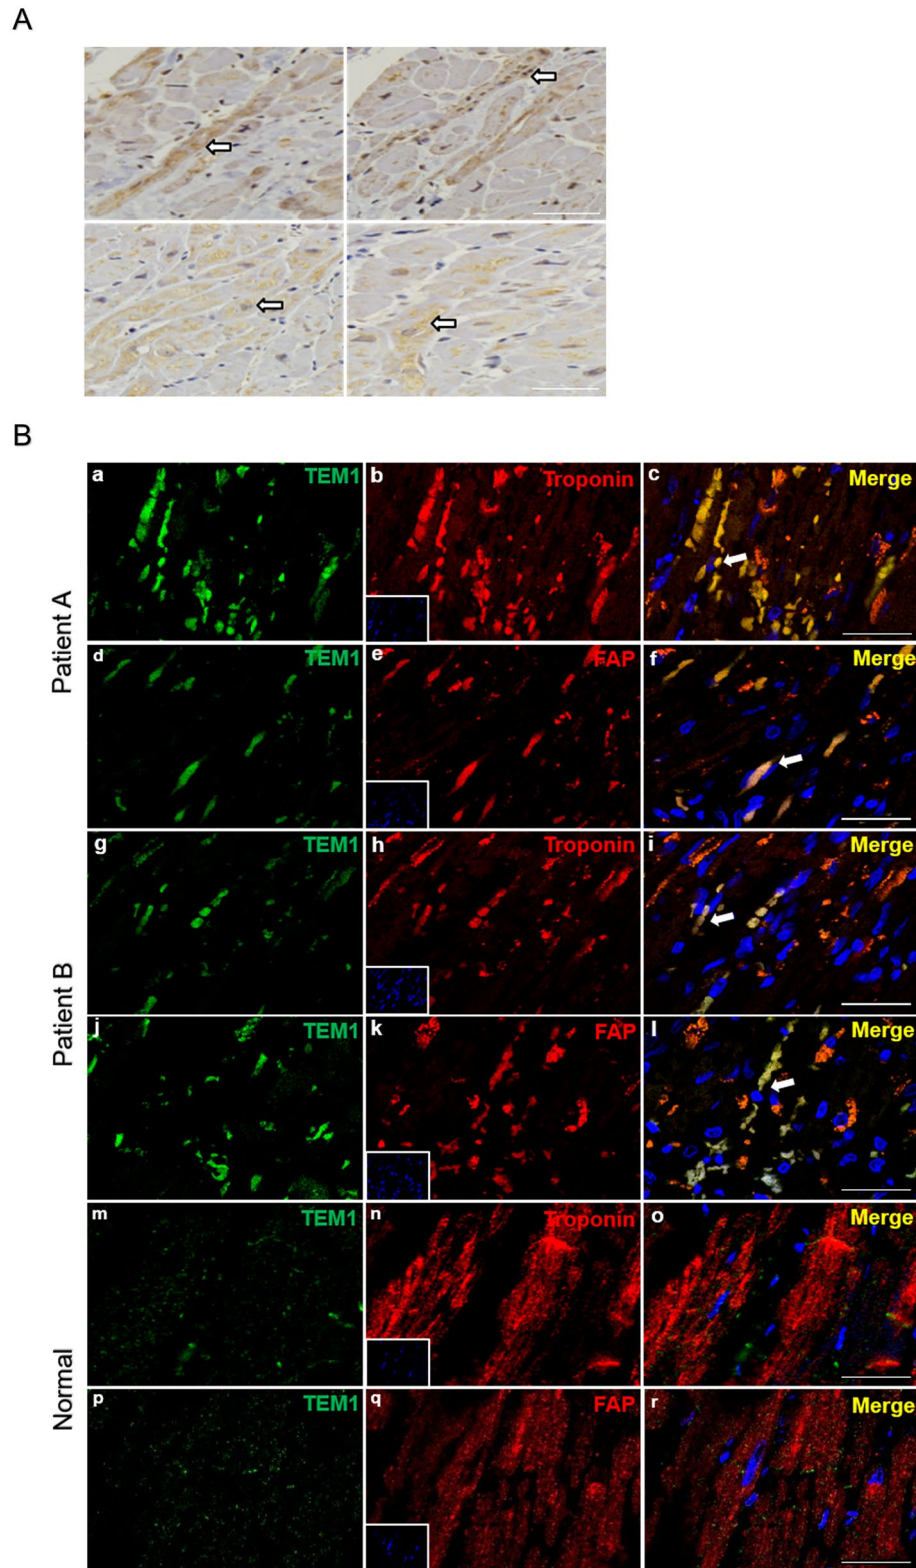 A
B
Patient A
a TEM1 b Troponin c Merge
d TEM1 e FAP f Merge
Patient B
g TEM1 h Troponin i Merge
j TEM1 k FAP l Merge
Normal
m TEM1 n Troponin o Merge
p TEM1 q FAP r Merge